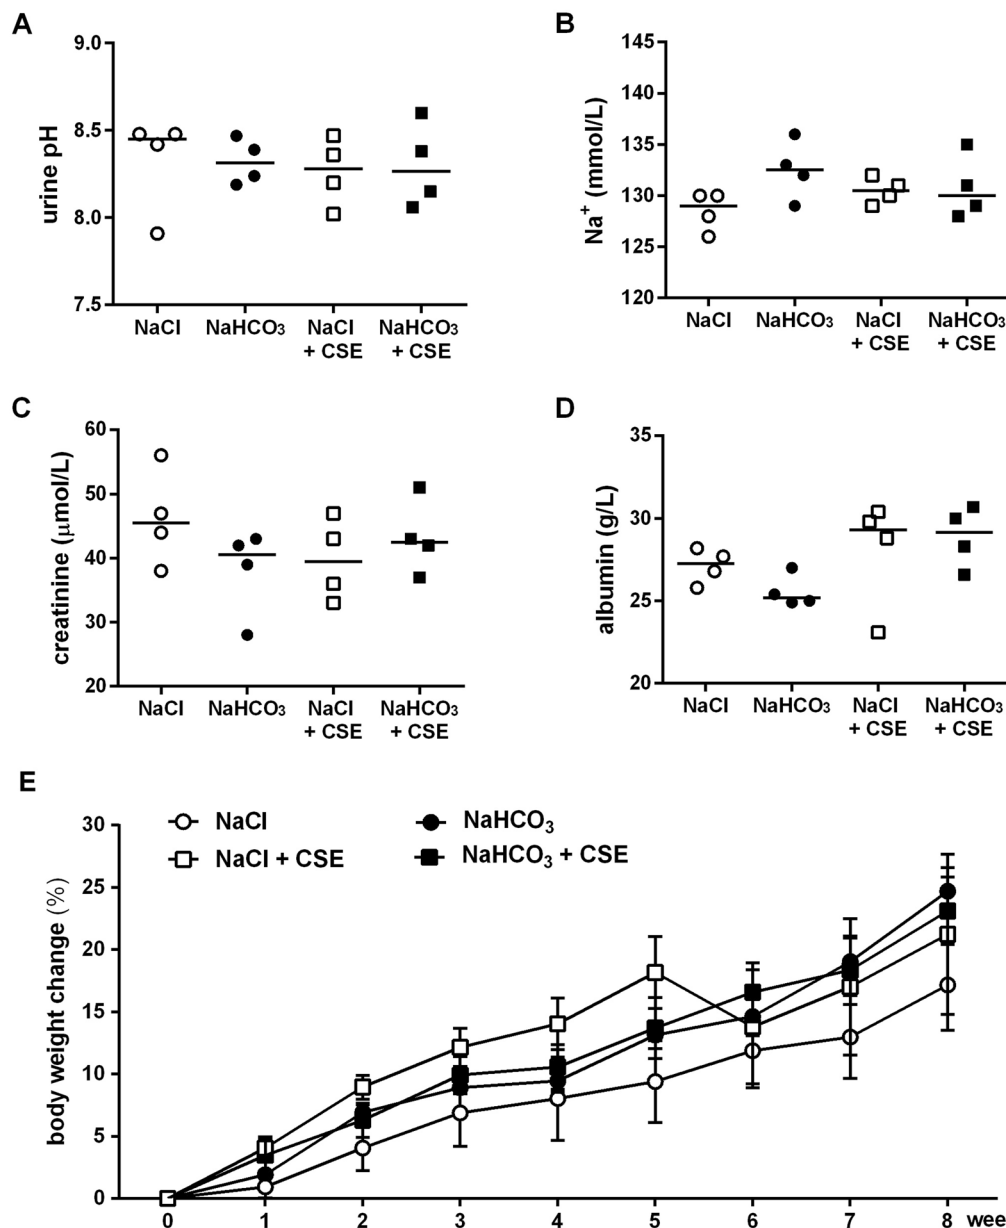 A
urine pH
9.0
8.5
8.0
7.5
NaCl
NaHCO₃
NaCl
+ CSE
NaHCO₃
+ CSE
B
Na⁺ (mmol/L)
145
140
135
130
125
120
NaCl
NaHCO₃
NaCl
+ CSE
NaHCO₃
+ CSE
C
creatinine (μmol/L)
60
50
40
30
20
NaCl
NaHCO₃
NaCl
+ CSE
NaHCO₃
+ CSE
D
albumin (g/L)
35
30
25
20
NaCl
NaHCO₃
NaCl
+ CSE
NaHCO₃
+ CSE
E
NaCl
NaHCO₃
NaCl + CSE
NaHCO₃ + CSE
body weight change (%)
30
25
20
15
10
5
0
0 1 2 3 4 5 6 7 8 wee